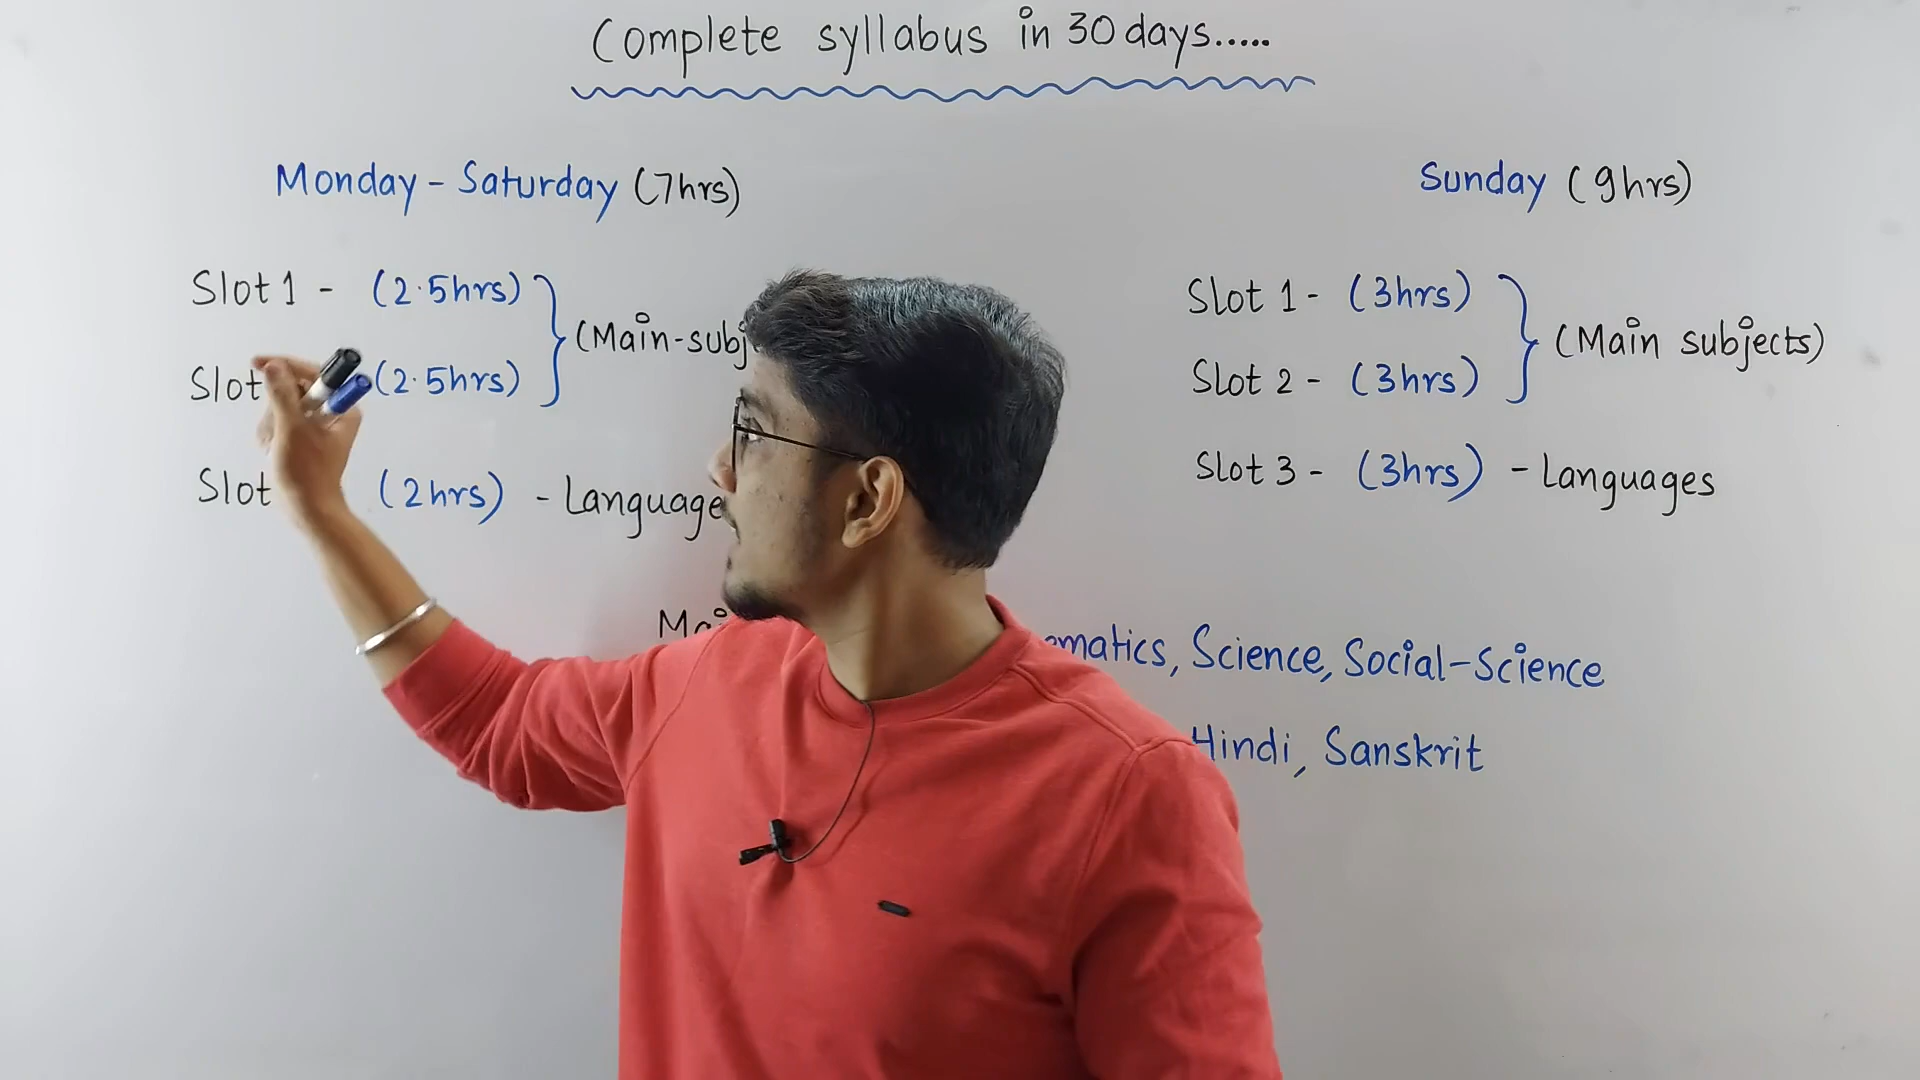 Complete syllabus in 30 days.....
Monday - Saturday (7hrs)
Slot 1 - (2.5hrs)
(Main-subj
Slot (2.5hrs)
Slot (2hrs) - Language
Sunday (9hrs)
Slot 1 - (3hrs)
(Main subjects)
Slot 2 - (3hrs)
Slot 3 - (3hrs) - Languages
ematics, Science, Social-Science
Hindi, Sanskrit